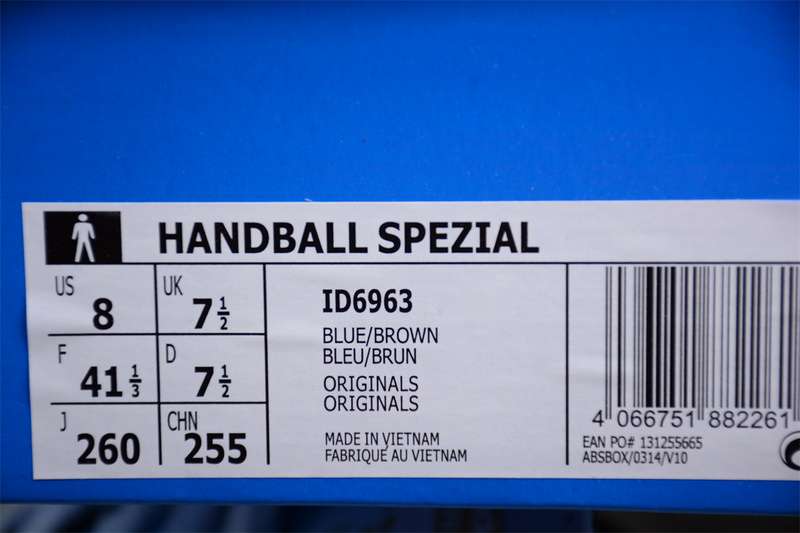 HANDBALL SPEZIAL
US 8 UK 7 1/2
F 41 1/3 D 7 1/2
J 260 CHN 255
ID6963
BLUE/BROWN
BLEU/BRUN
ORIGINALS
ORIGINALS
MADE IN VIETNAM
FABRIQUÉ AU VIETNAM
4 066751 882261
EAN PO# 131255665
ABSBOX/0314/V10